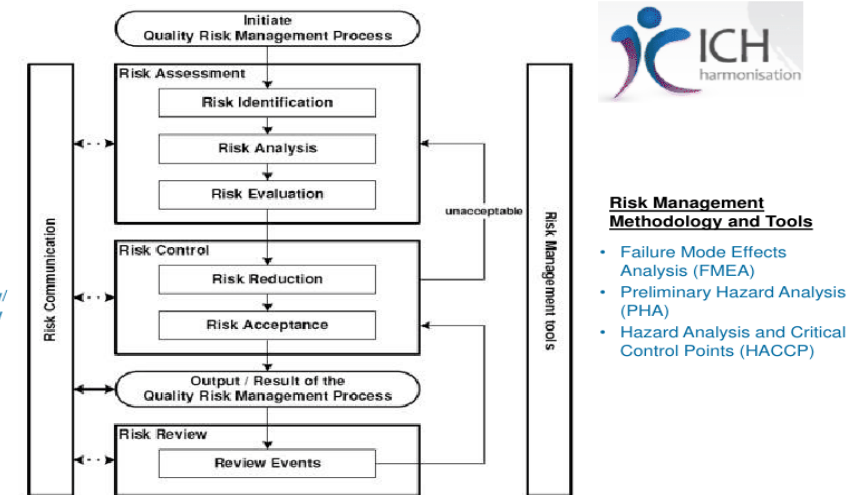 Initiate
Quality Risk Management Process
Risk Assessment
Risk Identification
Risk Analysis
Risk Evaluation
unacceptable
Risk Control
Risk Reduction
Risk Acceptance
Output / Result of the
Quality Risk Management Process
Risk Review
Review Events
Risk Communication
Risk Management tools
ICH
harmonisation
Risk Management
Methodology and Tools
• Failure Mode Effects
Analysis (FMEA)
• Preliminary Hazard Analysis
(PHA)
• Hazard Analysis and Critical
Control Points (HACCP)